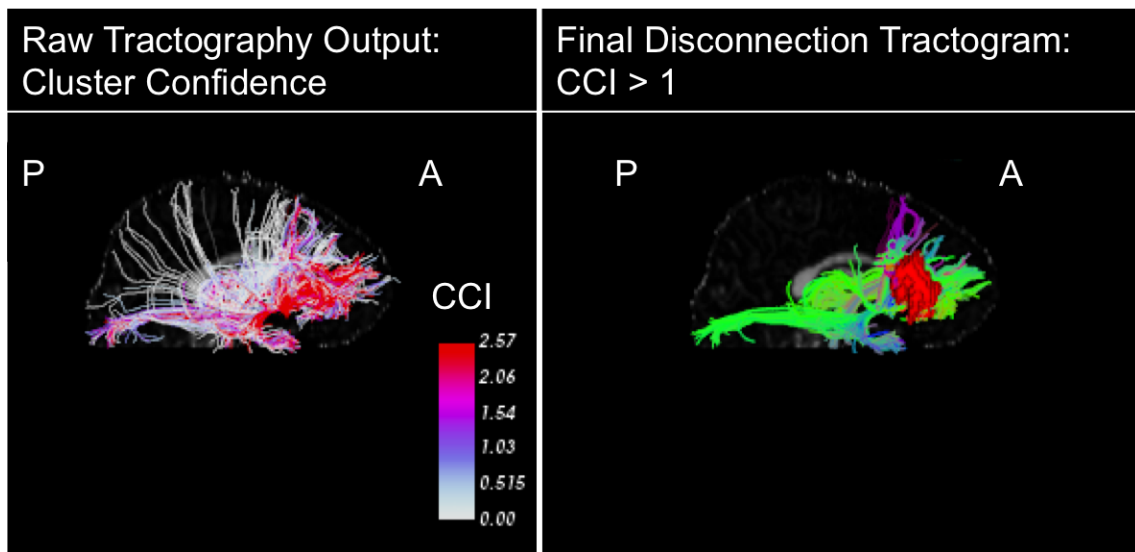 Raw Tractography Output:
Cluster Confidence
Final Disconnection Tractogram:
CCI > 1
P
A
CCI
2.57
2.06
1.54
1.03
0.515
0.00
P
A